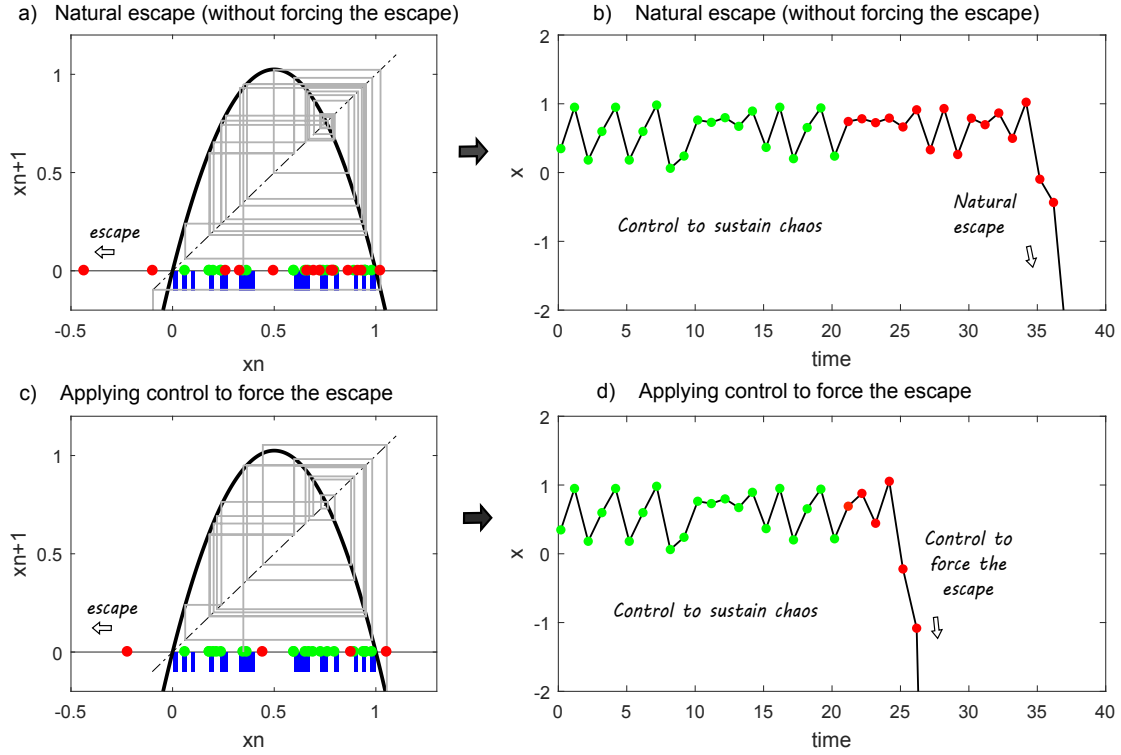 a) Natural escape (without forcing the escape)
b) Natural escape (without forcing the escape)
xn+1
1
0.5
0
escape
-0.5 0 0.5 1
xn
x
2
1
0
-1
-2
Control to sustain chaos
Natural
escape
0 5 10 15 20 25 30 35 40
time
c) Applying control to force the escape
d) Applying control to force the escape
xn+1
1
0.5
0
escape
-0.5 0 0.5 1
xn
x
2
1
0
-1
-2
Control to sustain chaos
Control to
force the
escape
0 5 10 15 20 25 30 35 40
time